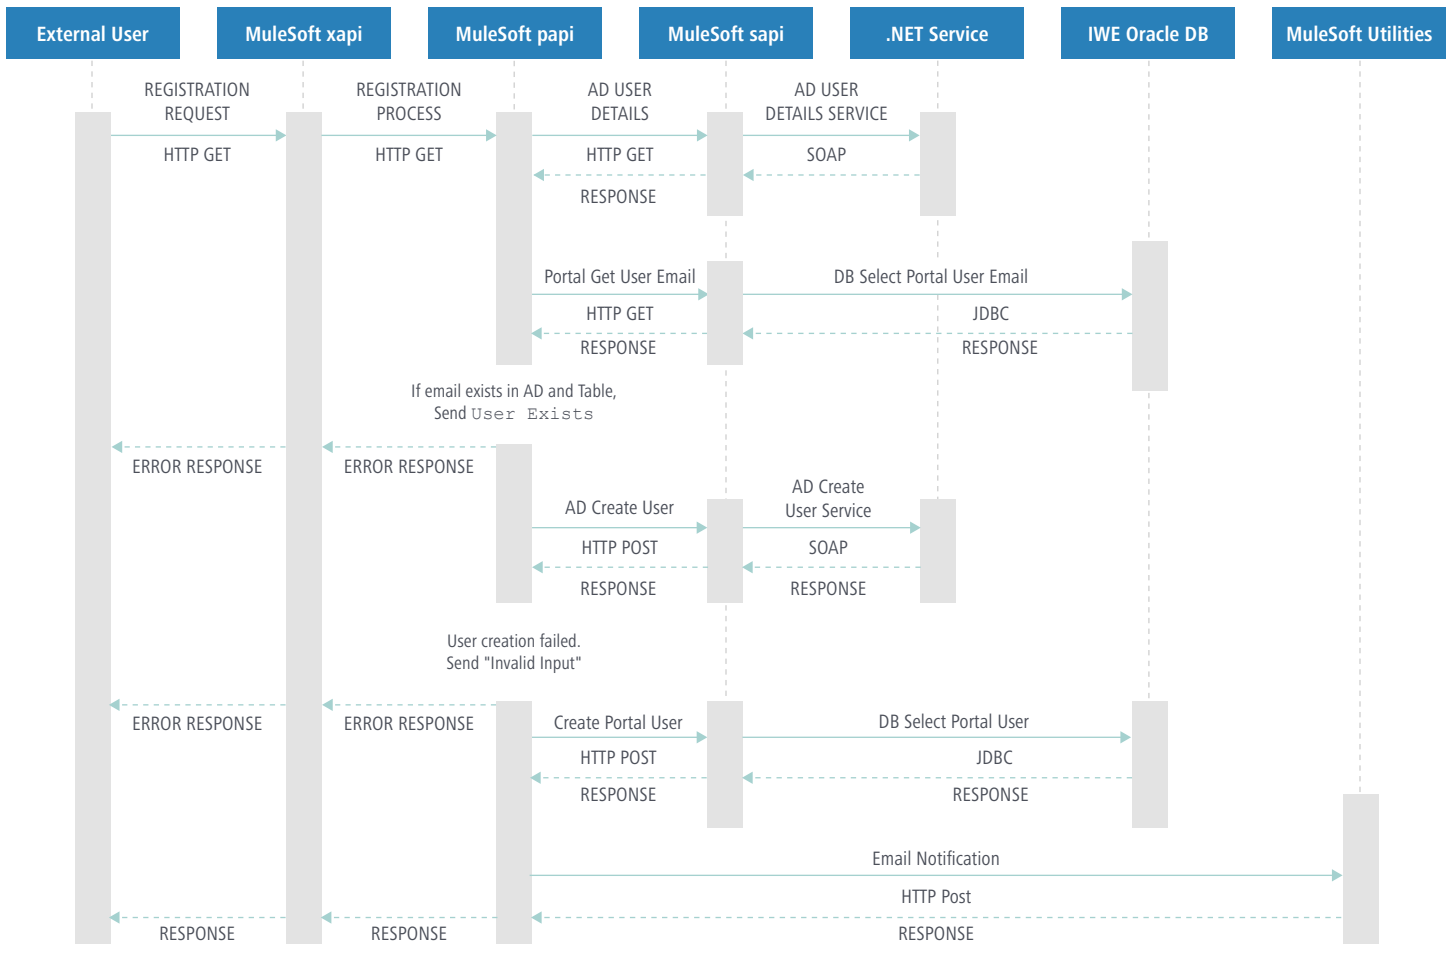 External User
MuleSoft xapi
MuleSoft papi
MuleSoft sapi
.NET Service
IWE Oracle DB
MuleSoft Utilities
REGISTRATION
REQUEST
HTTP GET
REGISTRATION
PROCESS
HTTP GET
AD USER
DETAILS
HTTP GET
RESPONSE
AD USER
DETAILS SERVICE
SOAP
Portal Get User Email
HTTP GET
RESPONSE
DB Select Portal User Email
JDBC
RESPONSE
If email exists in AD and Table,
Send User Exists
ERROR RESPONSE
ERROR RESPONSE
AD Create User
HTTP POST
RESPONSE
AD Create
User Service
SOAP
RESPONSE
User creation failed.
Send "Invalid Input"
ERROR RESPONSE
ERROR RESPONSE
Create Portal User
HTTP POST
RESPONSE
DB Select Portal User
JDBC
RESPONSE
Email Notification
HTTP Post
RESPONSE
RESPONSE
RESPONSE